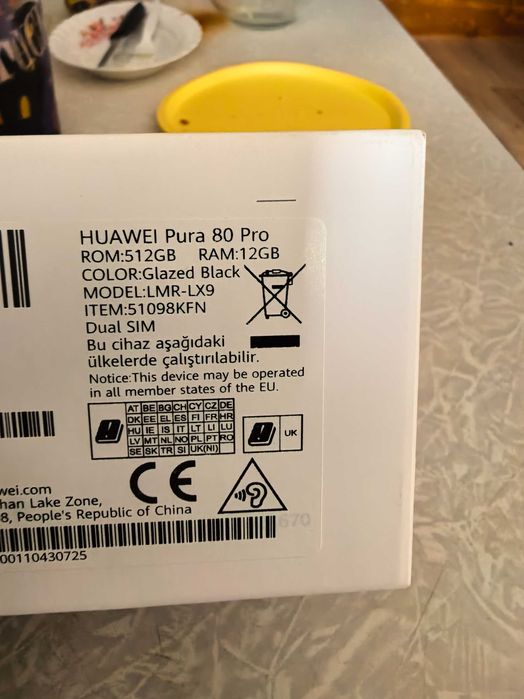 HUAWEI Pura 80 Pro
ROM:512GB RAM:12GB
COLOR:Glazed Black
MODEL:LMR-LX9
ITEM:51098KFN
Dual SIM
Bu cihaz aşağıdaki
ülkelerde çalıştırılabilir.
Notice:This device may be operated
in all member states of the EU.
AT BE BG CH CY CZ DE
DK EE EL ES FI FR HR
HU IE IS IT LT LI LU
LV MT NL NO PL PT RO
SE SK TR SI UK(NI)
UK
CE
wei.com
han Lake Zone,
8, People's Republic of China
670
00110430725